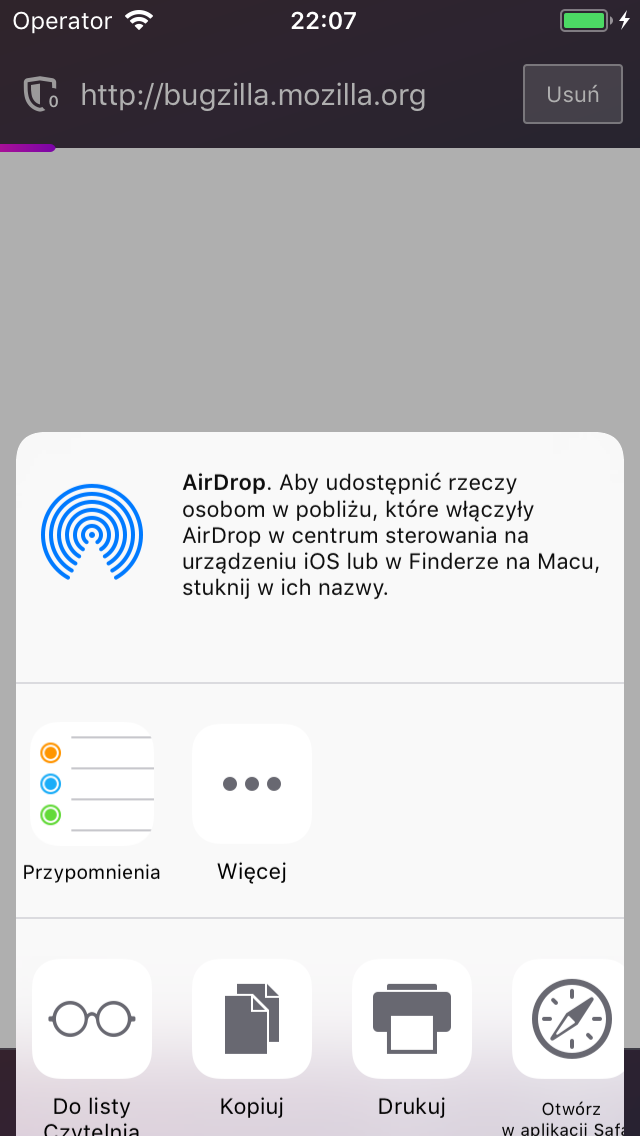 Operator 22:07
0 http://bugzilla.mozilla.org Usuń
AirDrop. Aby udostępnić rzeczy
osobom w pobliżu, które włączyły
AirDrop w centrum sterowania na
urządzeniu iOS lub w Finderze na Macu,
stuknij w ich nazwy.
Przypomnienia Więcej
Do listy Kopiuj Drukuj Otwórz
Czytelnia w aplikacji Safa